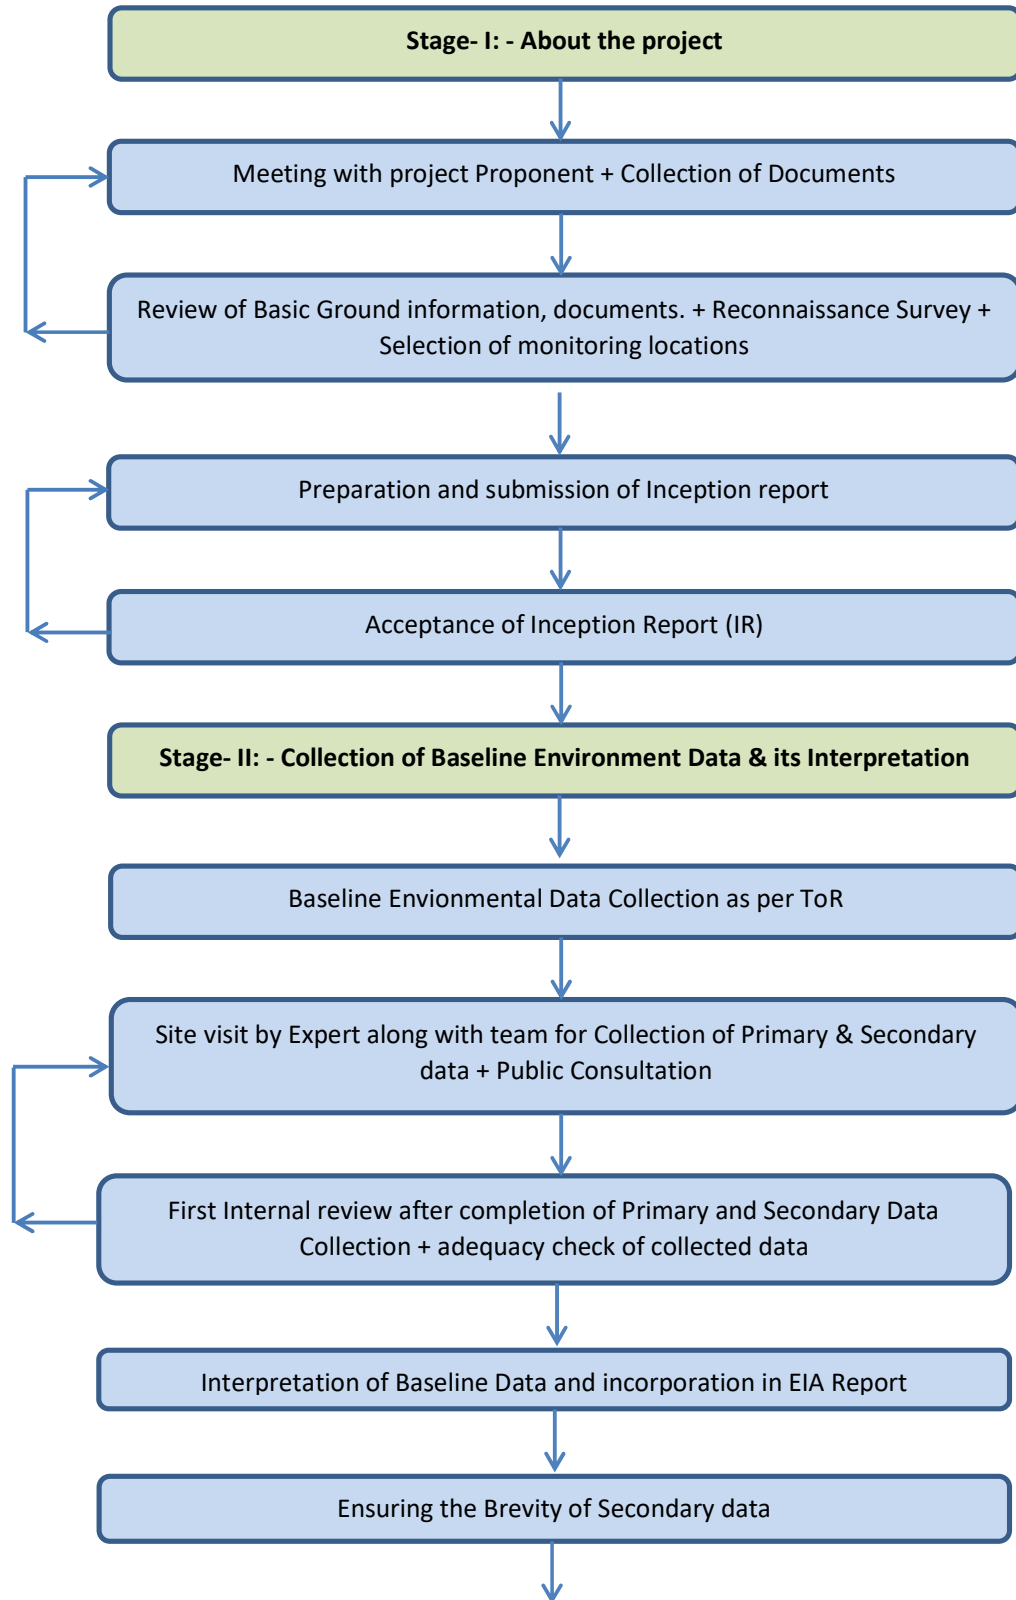 Stage- I: - About the project
Meeting with project Proponent + Collection of Documents
Review of Basic Ground information, documents. + Reconnaissance Survey +
Selection of monitoring locations
Preparation and submission of Inception report
Acceptance of Inception Report (IR)
Stage- II: - Collection of Baseline Environment Data & its Interpretation
Baseline Envionmental Data Collection as per ToR
Site visit by Expert along with team for Collection of Primary & Secondary
data + Public Consultation
First Internal review after completion of Primary and Secondary Data
Collection + adequacy check of collected data
Interpretation of Baseline Data and incorporation in EIA Report
Ensuring the Brevity of Secondary data